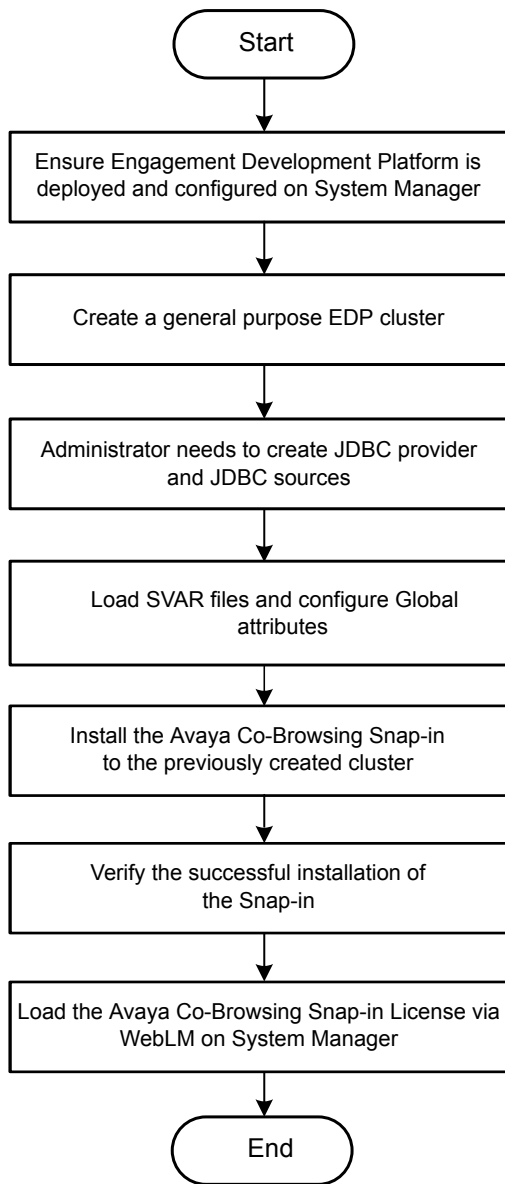 Start
Ensure Engagement Development Platform is
deployed and configured on System Manager
Create a general purpose EDP cluster
Administrator needs to create JDBC provider
and JDBC sources
Load SVAR files and configure Global
attributes
Install the Avaya Co-Browsing Snap-in
to the previously created cluster
Verify the successful installation of
the Snap-in
Load the Avaya Co-Browsing Snap-in License via
WebLM on System Manager
End